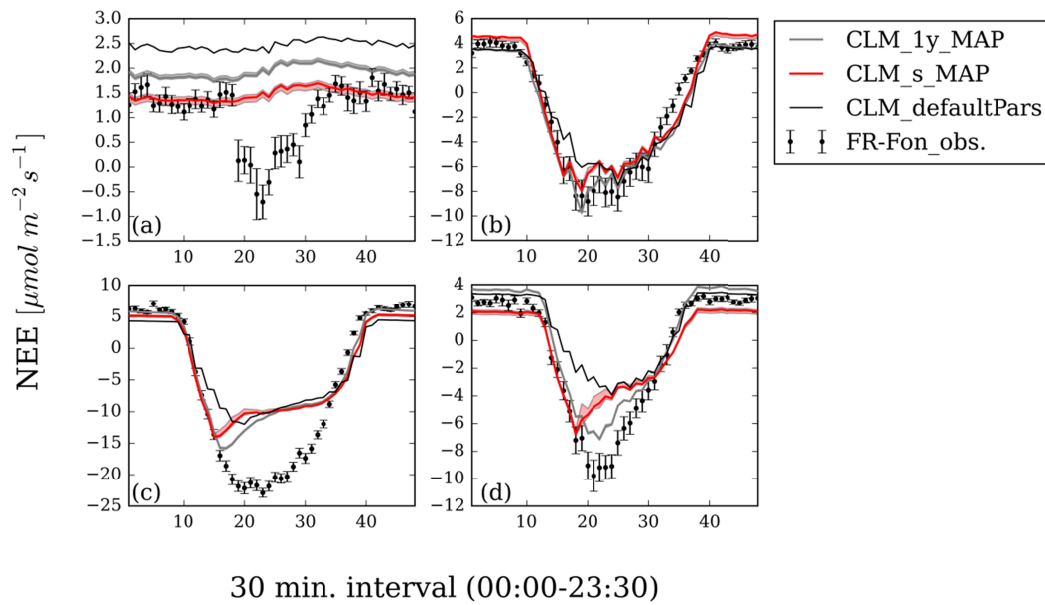 3.0
2.5
2.0
1.5
1.0
0.5
0.0
−0.5
−1.0
−1.5
(a)
10 20 30 40
6
4
2
0
−2
−4
−6
−8
−10
−12
(b)
10 20 30 40
CLM_1y_MAP
CLM_s_MAP
CLM_defaultPars
FR-Fon_obs.
NEE [μmol m−2 s−1]
10
5
0
−5
−10
−15
−20
−25
(c)
10 20 30 40
4
2
0
−2
−4
−6
−8
−10
−12
(d)
10 20 30 40
30 min. interval (00:00-23:30)